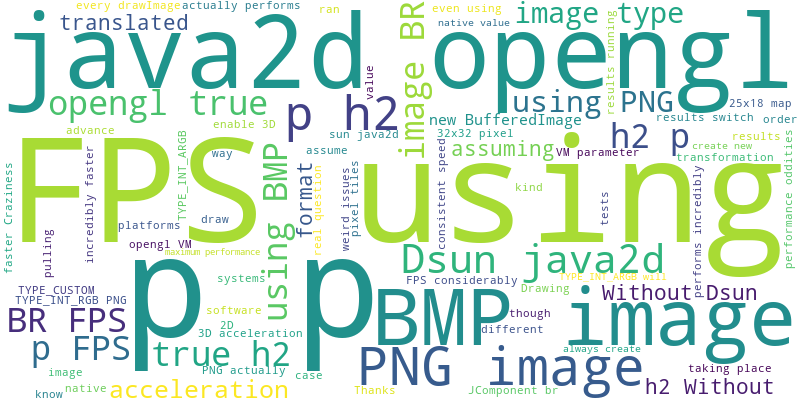 every drawImage
actually performs
ran
even using
translated
native value
image type
java2d
opengl
image BR
results running
opengl true
value
p h2
using PNG
25x18 map
new BufferedImage
results switch
order
advance
enable 3D
sun java2d
32x32 pixel
h2 p
results
TYPE_INT_ARGB
assume
assuming
VM parameter
create new
way
transformation
FPS
using
using BMP
incredibly faster
faster Craziness
format
real question
weird issues
pixel tiles
consistent speed
kind
tests
performs incredibly
performance oddities
platforms
draw
opengl VM
maximum performance
pulling
p
p
Dsun java2d
systems
FPS considerably
TYPE_INT_ARGB will
TYPE_CUSTOM
TYPE_INT_RGB PNG
Drawing
Without Dsun
BR FPS
software
2D
3D acceleration
BMP
though
different
image
p FPS
true h2
PNG image
always create
image
PNG actually
case
taking place
know
native
acceleration
Thanks
JComponent br
h2 Without